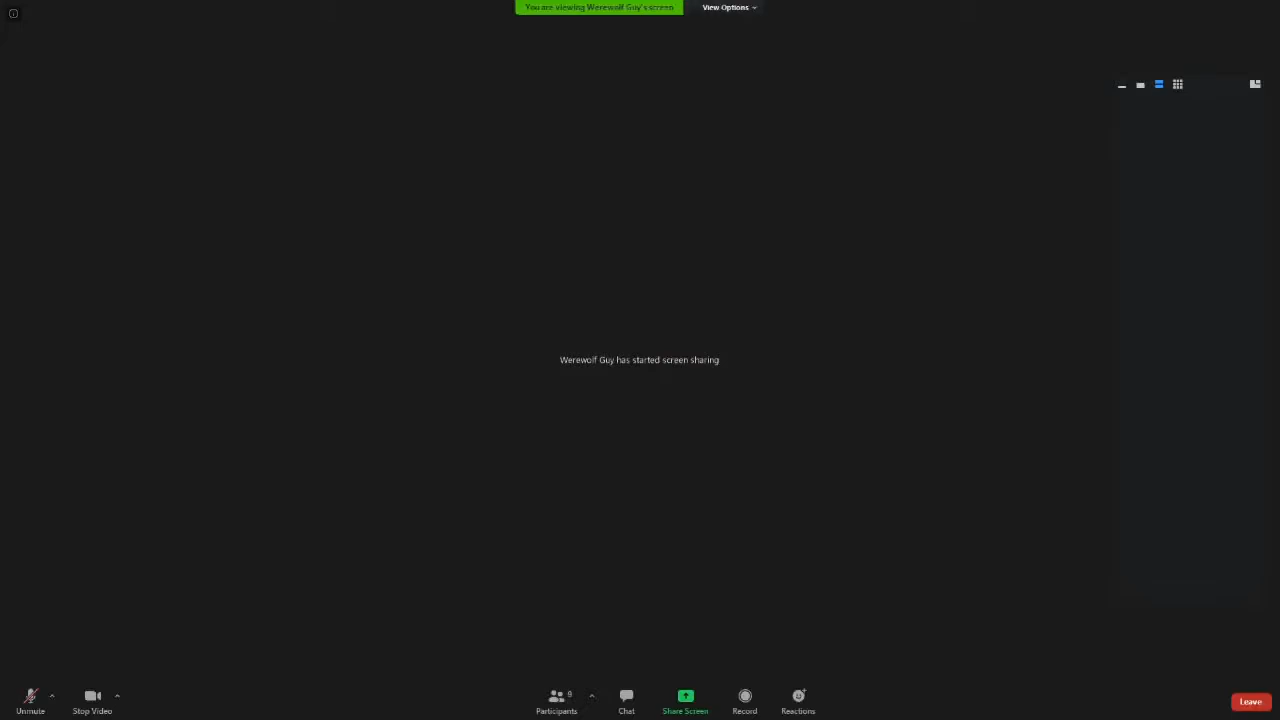 You are viewing Werewolf Guy's screen
View Options
Werewolf Guy has started screen sharing
Unmute
Stop Video
9
Participants
Chat
Share Screen
Record
Reactions
Leave